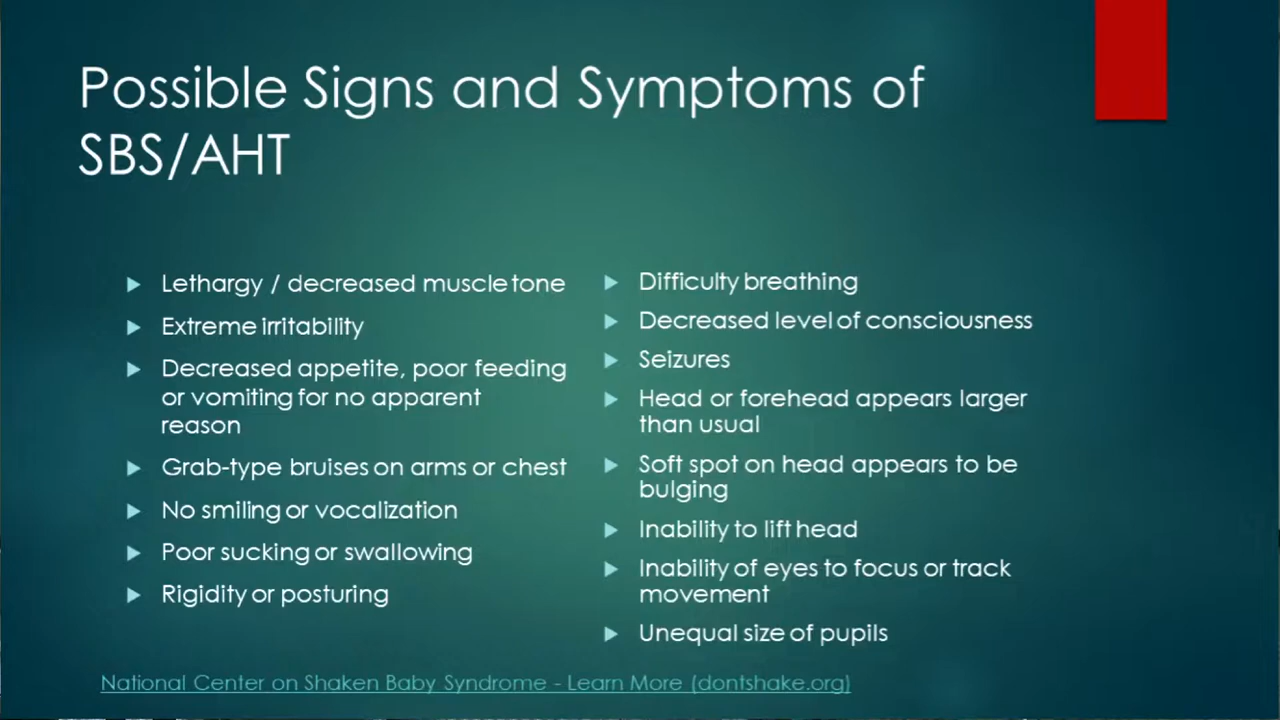 Possible Signs and Symptoms of
SBS/AHT
Lethargy / decreased muscle tone
Extreme irritability
Decreased appetite, poor feeding
or vomiting for no apparent
reason
Grab-type bruises on arms or chest
No smiling or vocalization
Poor sucking or swallowing
Rigidity or posturing
Difficulty breathing
Decreased level of consciousness
Seizures
Head or forehead appears larger
than usual
Soft spot on head appears to be
bulging
Inability to lift head
Inability of eyes to focus or track
movement
Unequal size of pupils
National Center on Shaken Baby Syndrome - Learn More (dontshake.org)